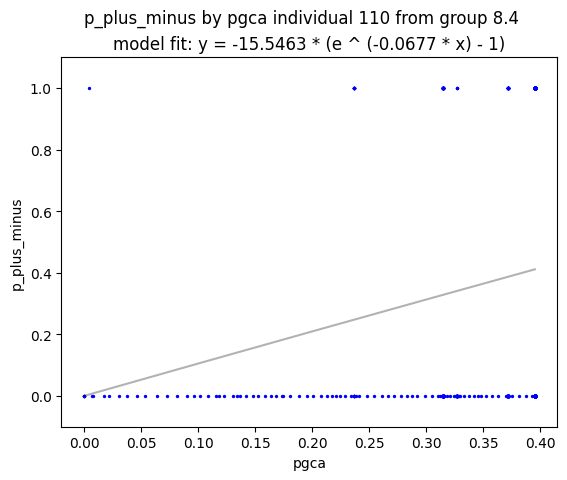 p_plus_minus by pgca individual 110 from group 8.4
model fit: y = -15.5463 * (e ^ (-0.0677 * x) - 1)
1.0
0.8
0.6
0.4
0.2
0.0
p_plus_minus
0.00 0.05 0.10 0.15 0.20 0.25 0.30 0.35 0.40
pgca